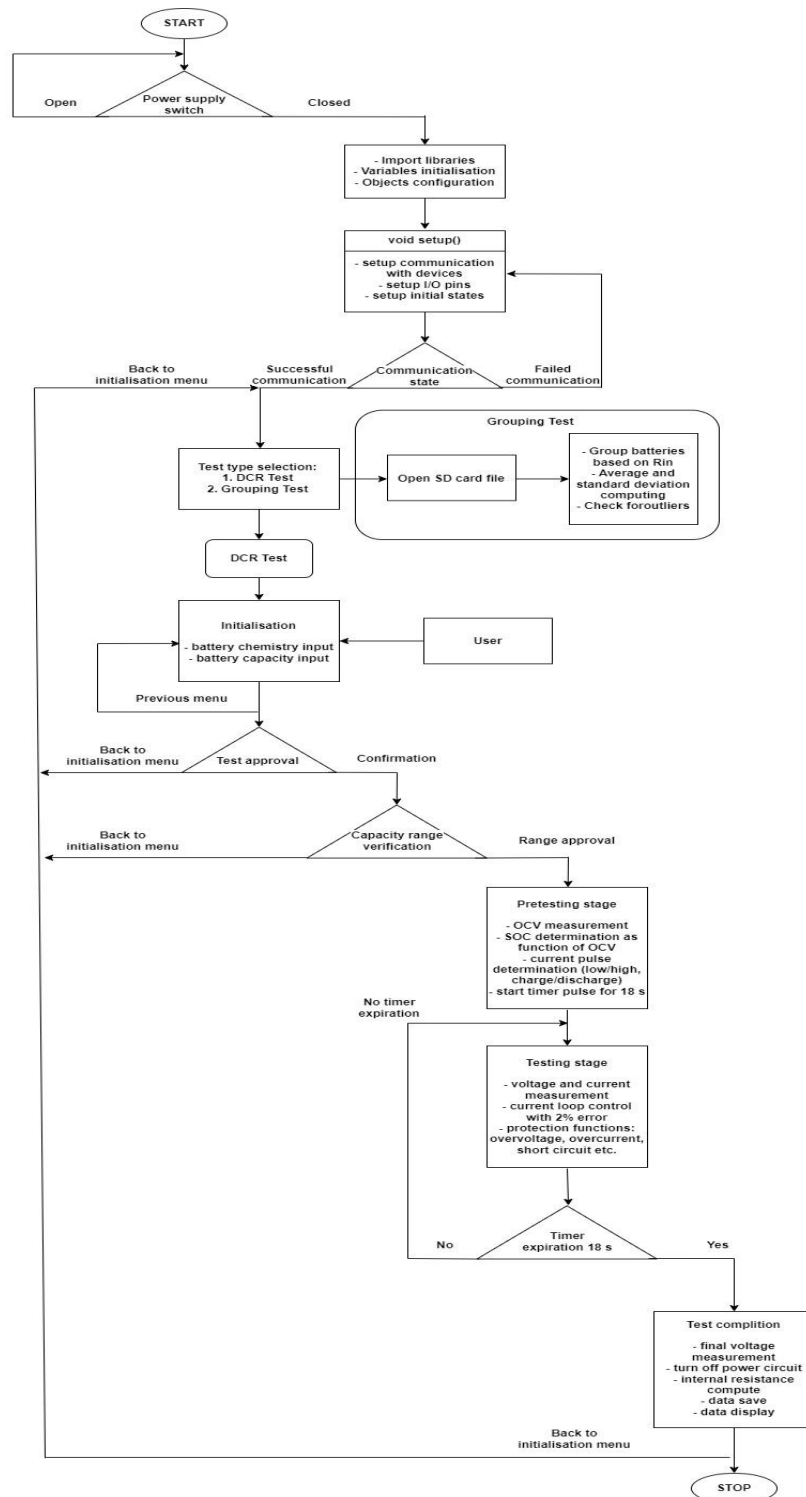 START
Power supply
switch
Open
Closed
- Import libraries
- Variables initialisation
- Objects configuration
void setup()
- setup communication
with devices
- setup I/O pins
- setup initial states
Communication
state
Back to
initialisation menu
Successful
communication
Failed
communication
Grouping Test
Test type selection:
1. DCR Test
2. Grouping Test
Open SD card file
- Group batteries
based on Rin
- Average and
standard deviation
computing
- Check foroutliers
DCR Test
Initialisation
- battery chemistry input
- battery capacity input
User
Previous menu
Test approval
Back to
initialisation menu
Confirmation
Capacity range
verification
Back to
initialisation menu
Range approval
Pretesting stage
- OCV measurement
- SOC determination as
function of OCV
- current pulse
determination (low/high,
charge/discharge)
- start timer pulse for 18 s
No timer
expiration
Testing stage
- voltage and current
measurement
- current loop control
with 2% error
- protection functions:
overvoltage, overcurrent,
short circuit etc.
Timer
expiration 18 s
No
Yes
Test complition
- final voltage
measurement
- turn off power circuit
- internal resistance
compute
- data save
- data display
Back to
initialisation menu
STOP